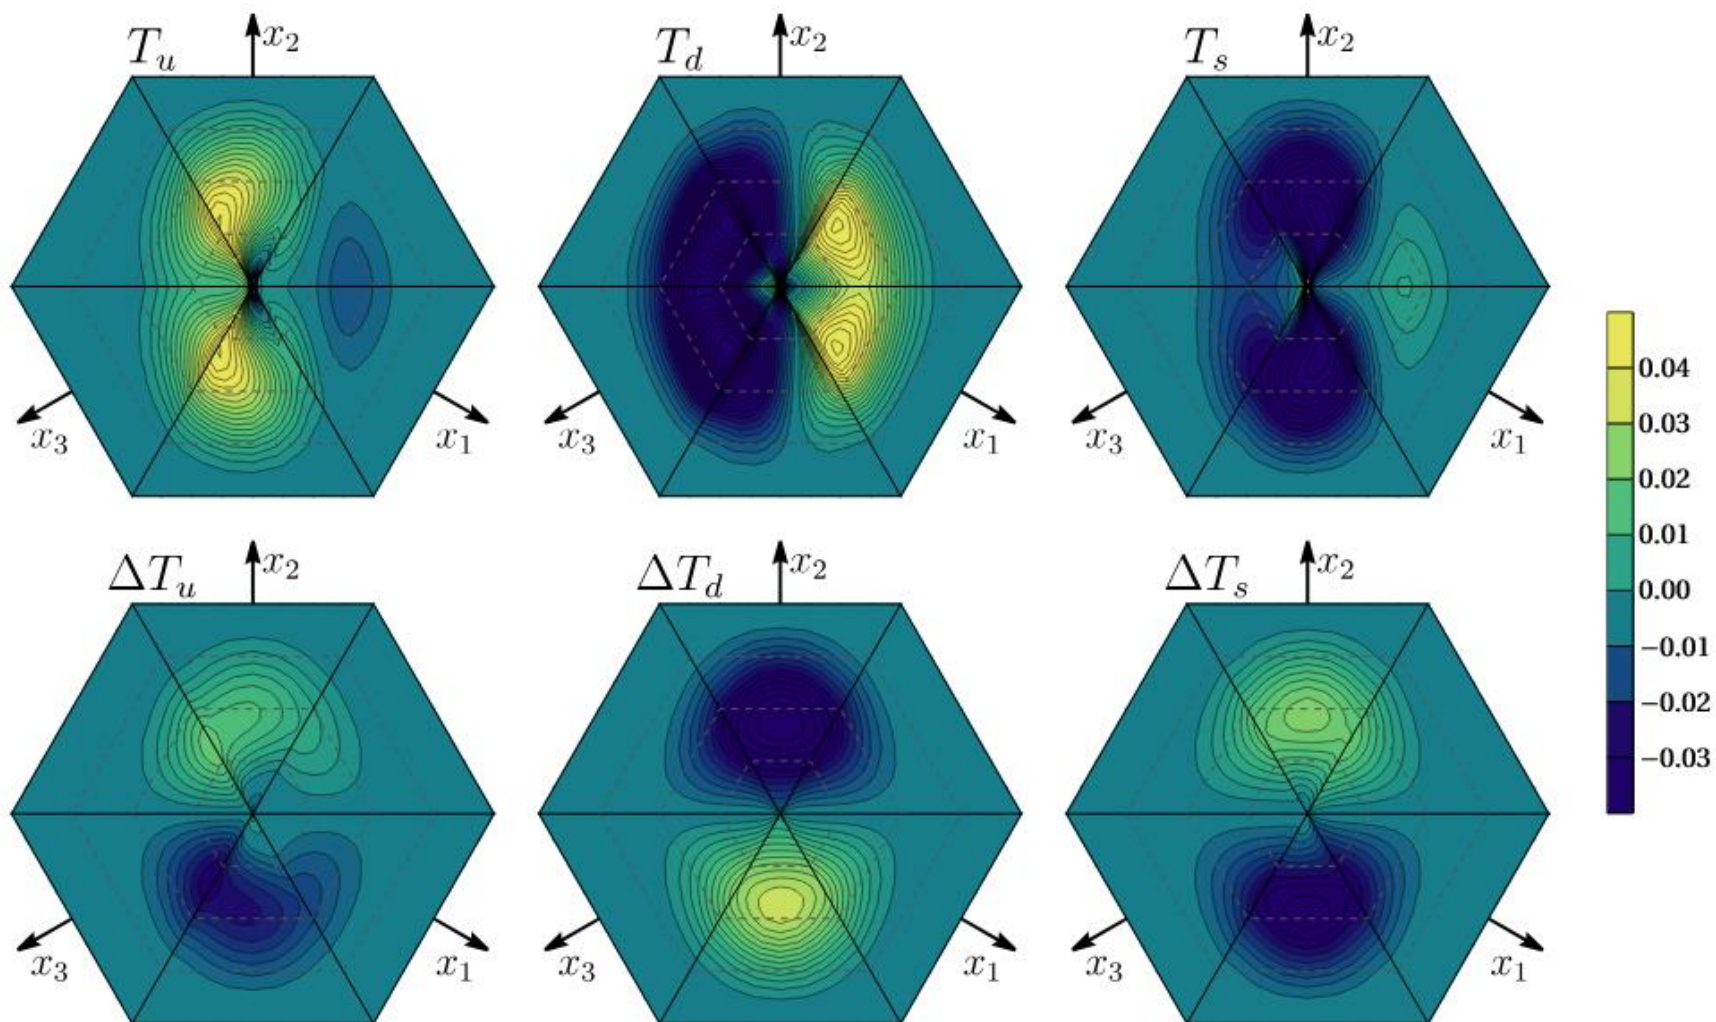 T_u x_2 T_d x_2 T_s x_2
x_3 x_1 x_3 x_1 x_3 x_1
0.04
0.03
0.02
0.01
0.00
−0.01
−0.02
−0.03
ΔT_u x_2 ΔT_d x_2 ΔT_s x_2
x_3 x_1 x_3 x_1 x_3 x_1